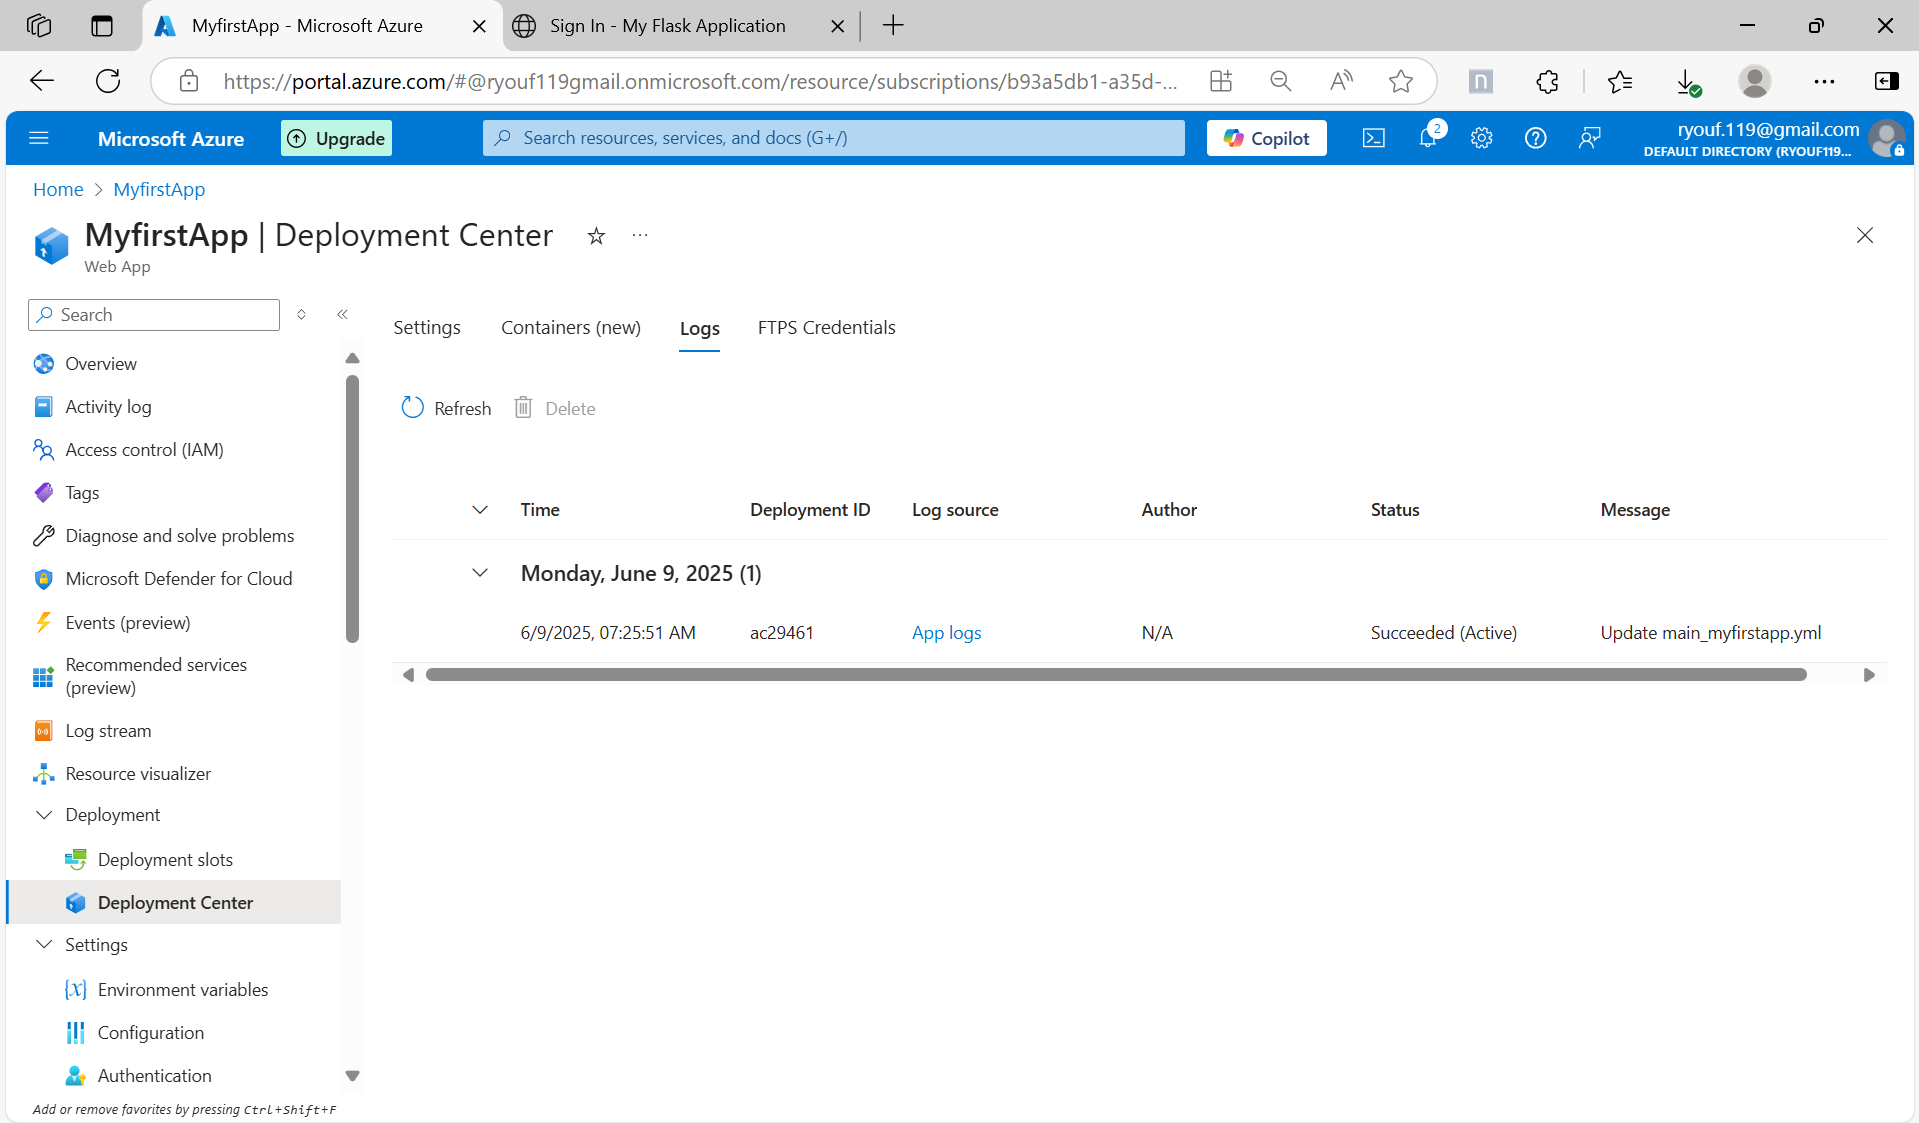 MyfirstApp - Microsoft Azure
Sign In - My Flask Application
https://portal.azure.com/#@ryouf119gmail.onmicrosoft.com/resource/subscriptions/b93a5db1-a35d-...
Microsoft Azure
Upgrade
Search resources, services, and docs (G+/)
Copilot
2
ryouf.119@gmail.com
DEFAULT DIRECTORY (RYOUF119...
Home > MyfirstApp
MyfirstApp | Deployment Center
Web App
Search
Overview
Activity log
Access control (IAM)
Tags
Diagnose and solve problems
Microsoft Defender for Cloud
Events (preview)
Recommended services
(preview)
Log stream
Resource visualizer
Deployment
Deployment slots
Deployment Center
Settings
Environment variables
Configuration
Authentication
Add or remove favorites by pressing Ctrl+Shift+F
Settings
Containers (new)
Logs
FTPS Credentials
Refresh
Delete
Time Deployment ID Log source Author Status Message
Monday, June 9, 2025 (1)
6/9/2025, 07:25:51 AM ac29461 App logs N/A Succeeded (Active) Update main_myfirstapp.yml